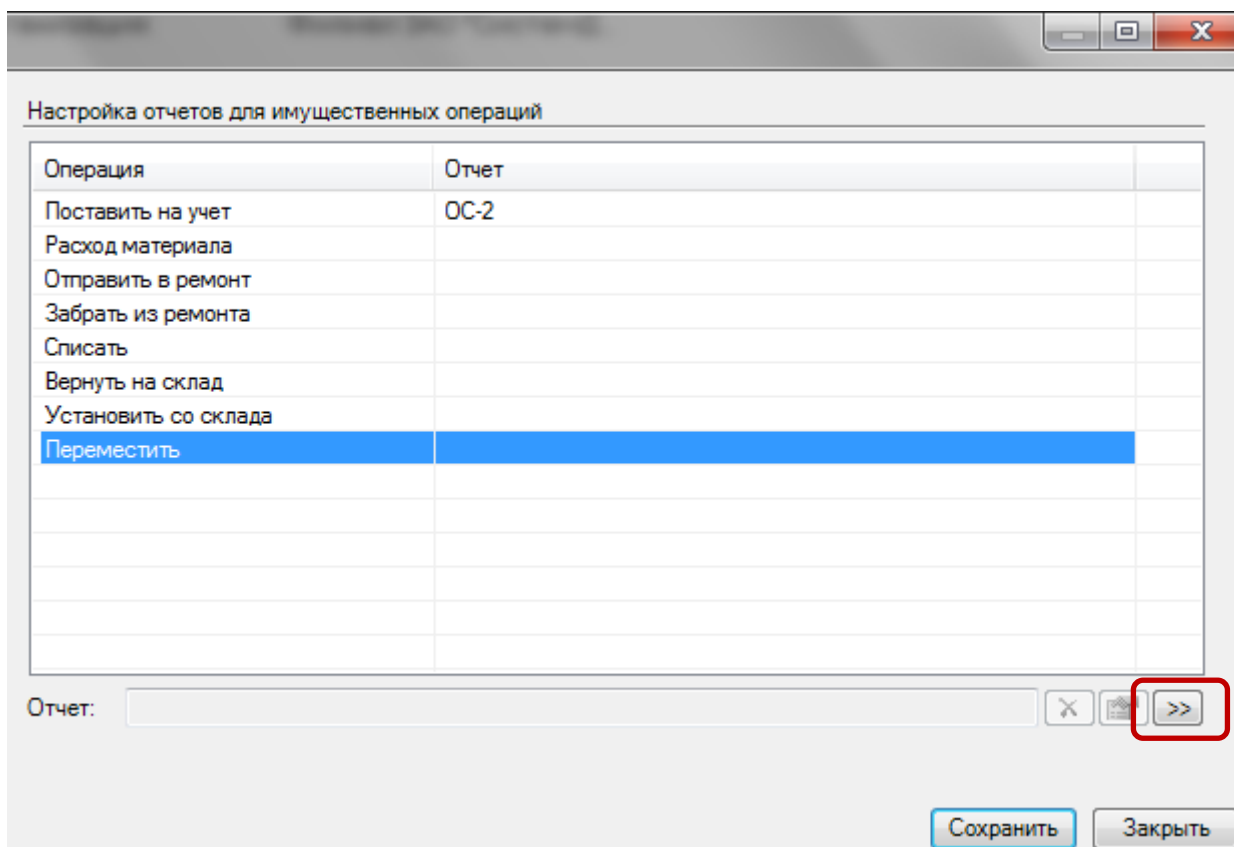 Настройка отчетов для имущественных операций
Операция Отчет
Поставить на учет ОС-2
Расход материала
Отправить в ремонт
Забрать из ремонта
Списать
Вернуть на склад
Установить со склада
Переместить
Отчет: >>
Сохранить Закрыть